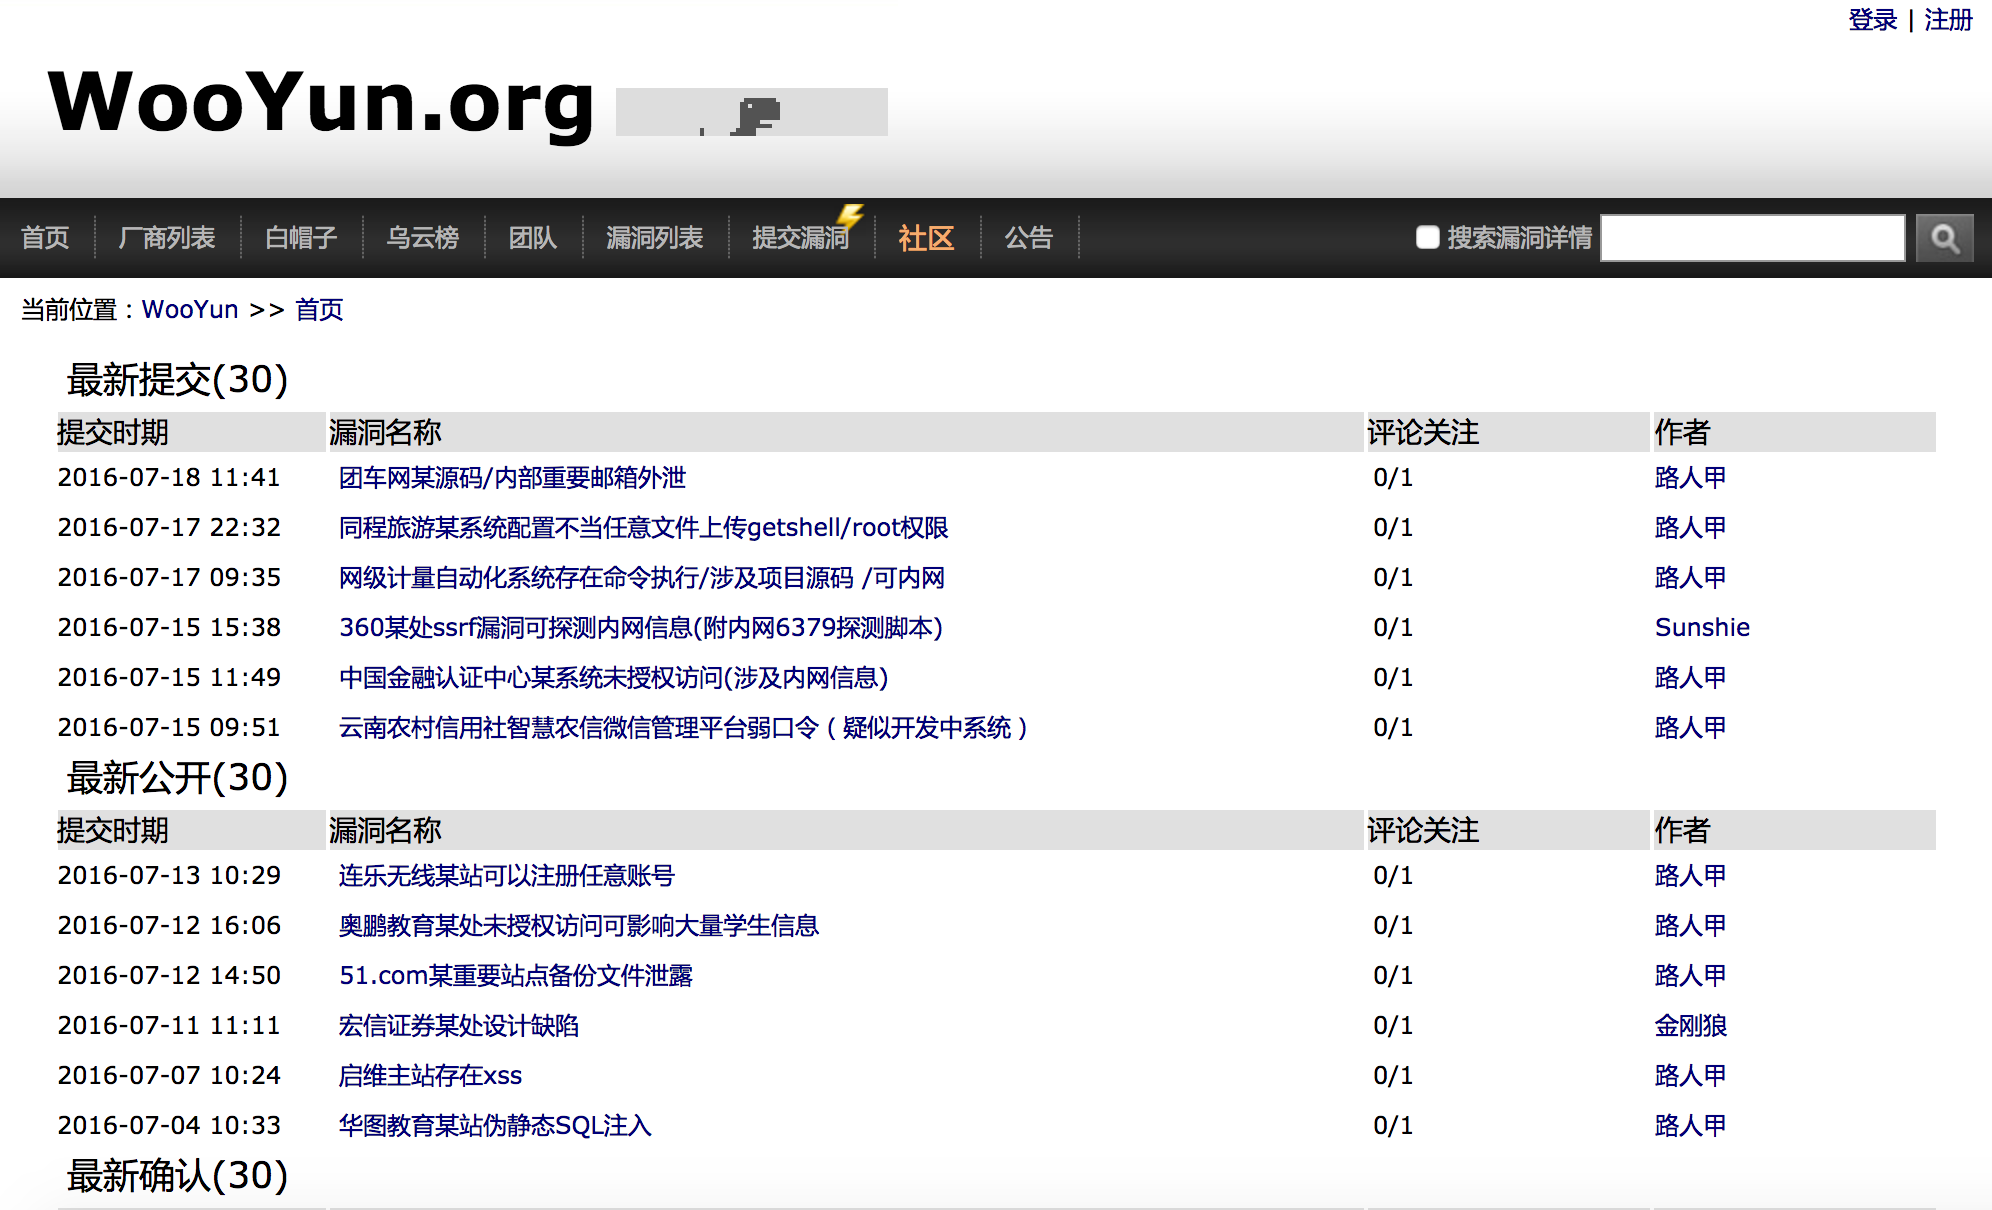 登录 | 注册
WooYun.org
首页 厂商列表 白帽子 乌云榜 团队 漏洞列表 提交漏洞 社区 公告 搜索漏洞详情
当前位置：WooYun >> 首页
最新提交(30)
提交时期 漏洞名称 评论关注 作者
2016-07-18 11:41 团车网某源码/内部重要邮箱外泄 0/1 路人甲
2016-07-17 22:32 同程旅游某系统配置不当任意文件上传getshell/root权限 0/1 路人甲
2016-07-17 09:35 网级计量自动化系统存在命令执行/涉及项目源码 /可内网 0/1 路人甲
2016-07-15 15:38 360某处ssrf漏洞可探测内网信息(附内网6379探测脚本) 0/1 Sunshie
2016-07-15 11:49 中国金融认证中心某系统未授权访问(涉及内网信息) 0/1 路人甲
2016-07-15 09:51 云南农村信用社智慧农信微信管理平台弱口令（疑似开发中系统） 0/1 路人甲
最新公开(30)
提交时期 漏洞名称 评论关注 作者
2016-07-13 10:29 连乐无线某站可以注册任意账号 0/1 路人甲
2016-07-12 16:06 奥鹏教育某处未授权访问可影响大量学生信息 0/1 路人甲
2016-07-12 14:50 51.com某重要站点备份文件泄露 0/1 路人甲
2016-07-11 11:11 宏信证券某处设计缺陷 0/1 金刚狼
2016-07-07 10:24 启维主站存在xss 0/1 路人甲
2016-07-04 10:33 华图教育某站伪静态SQL注入 0/1 路人甲
最新确认(30)